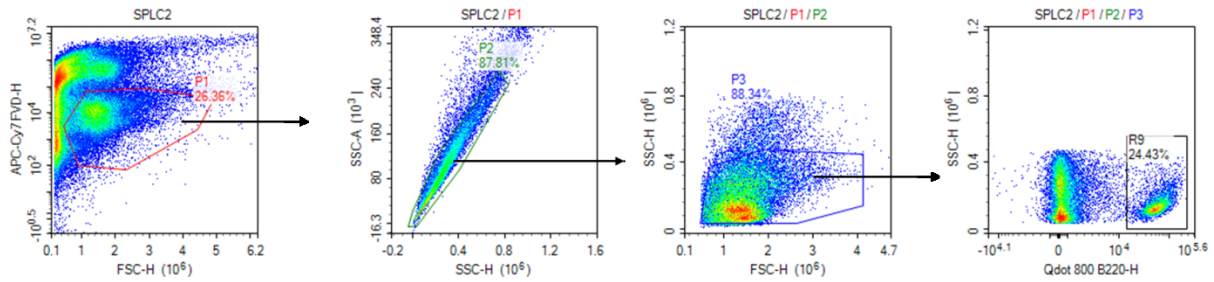 SPLC2
10^7.2
10^4
10^2
-10^0.5
APC-Cy7 FVD-H
0.1 1 2 3 4 5 6.2
FSC-H (10^6)
P1
26.36%
SPLC2 / P1
348.4
240
160
80
-16.3
SSC-A (10^3)
-0.2 0.4 0.8 1.2 1.6
SSC-H (10^6)
P2
87.81%
SPLC2 / P1 / P2
1.2
0.8
0.4
0
SSC-H (10^6)
0.1 1 2 3 4.7
FSC-H (10^6)
P3
88.34%
SPLC2 / P1 / P2 / P3
1.2
0.8
0.4
0
SSC-H (10^6)
-10^4.1 0 10^4 10^5.6
Qdot 800 B220-H
R9
24.43%